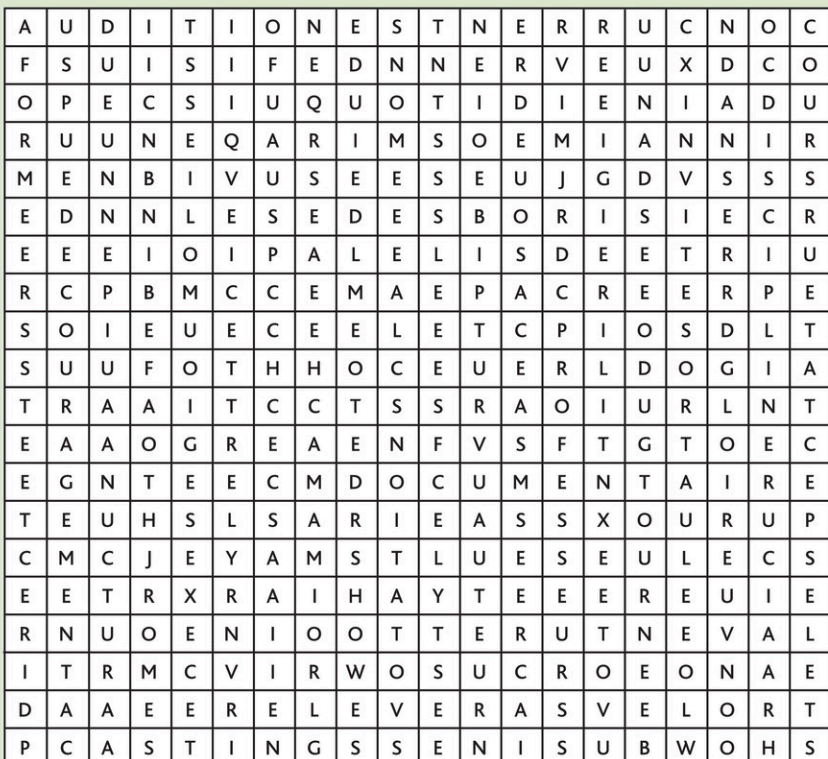 A U D I T I O N E S T N E R R U C N O C
F S U I S I F E D N N E R V E U X D C O
O P E C S I U Q U O T I D I E N I A D U
R U U N E Q A R I M S O E M I A N N I R
M E N B I V U S E E S E U J G D V S S S
E D N N L E S E D E S B O R I S I E C R
E E E I O I P A L E L I S D E E T R I U
R C P B M C C E M A E P A C R E E R P E
S O I E U E C E E L E T C P I O S D L T
S U U F O T H H O C E U E R L D O G I A
T R A A I T C C T S S R A O I U R L N T
E A A O G R E A E N F V S F T G T O E C
E G N T E E C M D O C U M E N T A I R E
T E U H S L S A R I E A S S X O U R U P
C M C J E Y A M S T L U E S E U L E C S
E E T R X R A I H A Y T E E E R E U I E
R N U O E N I O O T T E R U T N E V A L
I T R M C V I R W O S U C R O E O N A E
D A A E E R E L E V E R A S V E L O R T
P C A S T I N G S S E N I S U B W O H S